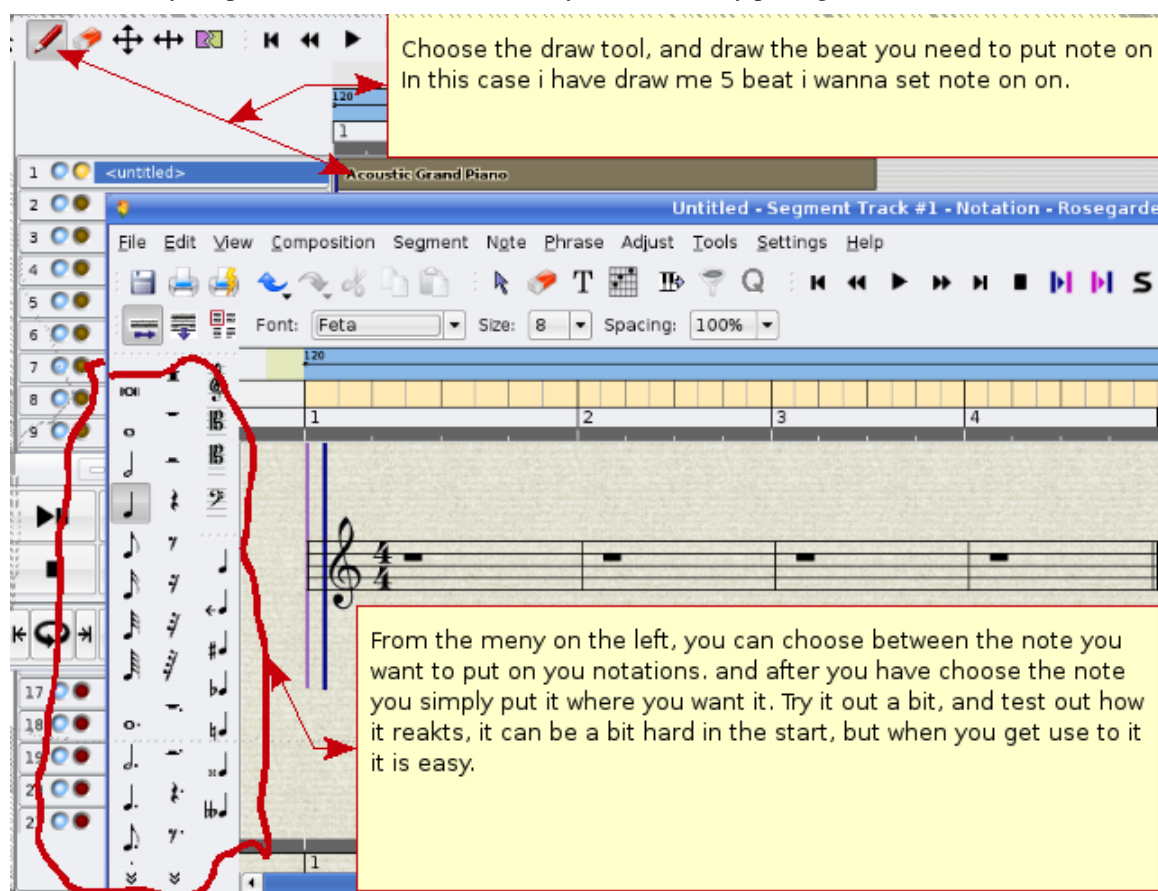 Choose the draw tool, and draw the beat you need to put note on
In this case i have draw me 5 beat i wanna set note on on.
120
1
1 <untitled> Acoustic Grand Piano
2
Untitled - Segment Track #1 - Notation - Rosegarde
3
File Edit View Composition Segment Note Phrase Adjust Tools Settings Help
4
T Q S
5
6
Font: Feta Size: 8 Spacing: 100%
7
120
8
1 2 3 4
9
4
4
From the meny on the left, you can choose between the note you
want to put on you notations. and after you have choose the note
you simply put it where you want it. Try it out a bit, and test out how
it reakts, it can be a bit hard in the start, but when you get use to it
it is easy.
17
18
19
1